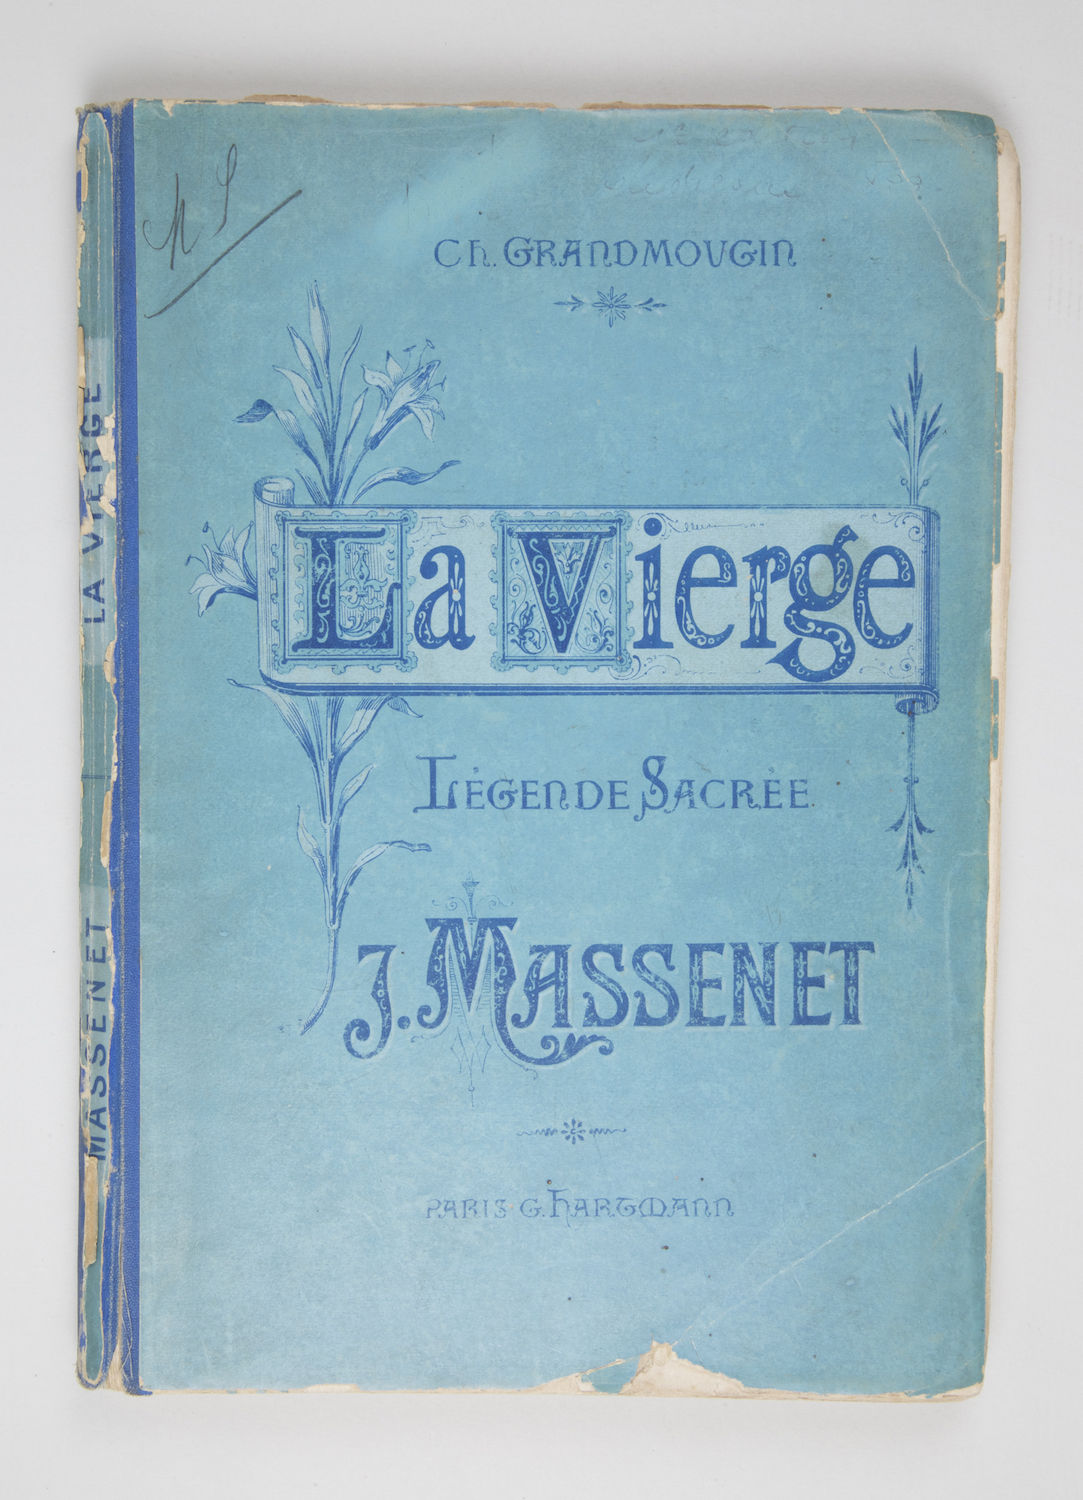 M S
CH. GRANDMOUGIN
La Vierge
LÉGENDE SACRÉE
J. MASSENET
PARIS G. HARTMANN
MASSENET
LA VIERGE